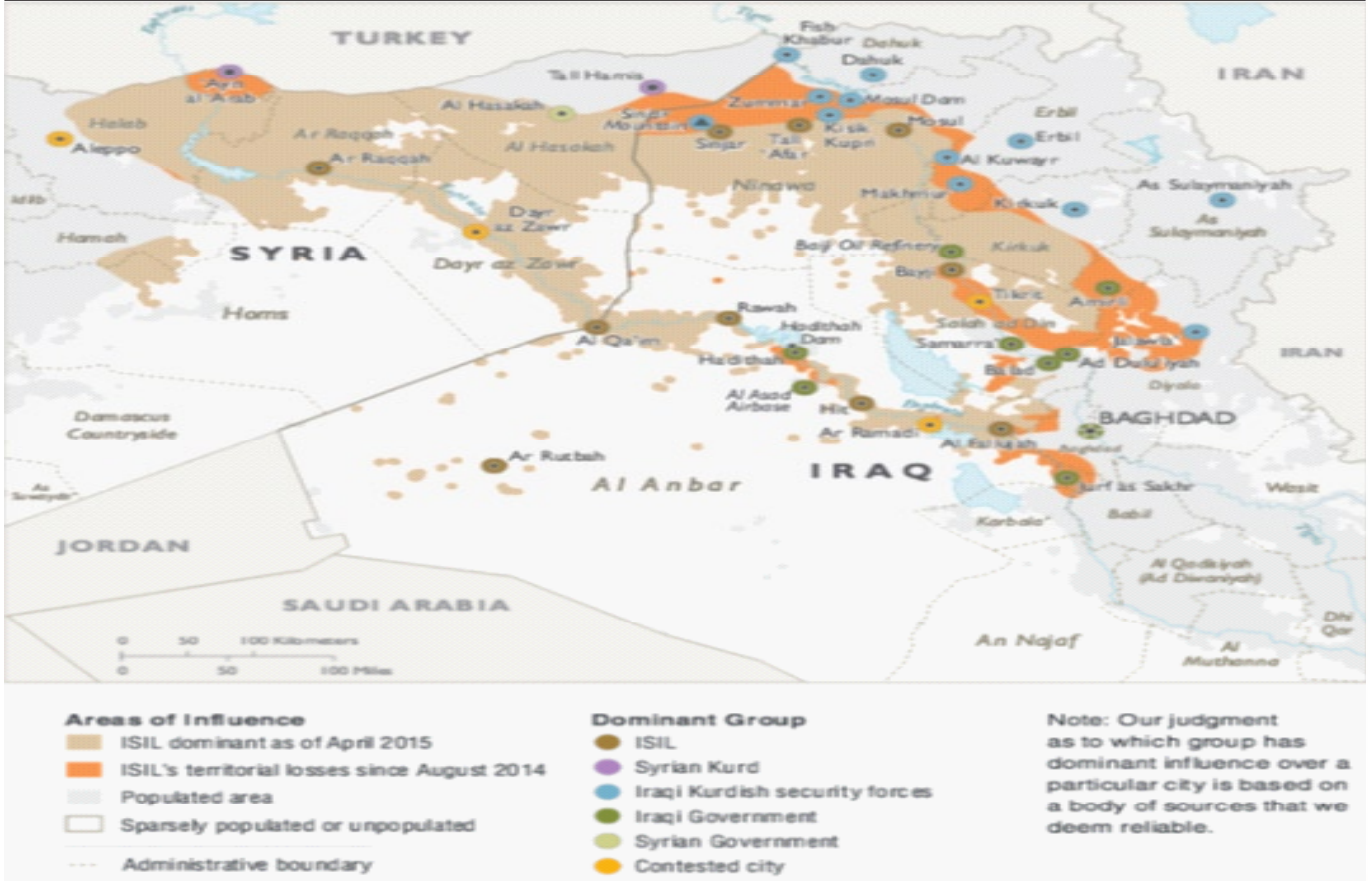 TURKEY
IRAN
Fish
Khabur
Dahuk
Dahuk
Tall Hamis
Ayn
al Arab
Al Hasakah
Zummar
Mosul Dam
Erbil
Halab
Aleppo
Ar Raqqah
Ar Raqqah
Al Hasakah
Sinjar
Mountain
Sinjar
Tall
'Afar
Kisik
Kupri
Mosul
Erbil
Al Kuwayr
Ninawa
Makhmur
Kirkuk
As Sulaymaniyah
As
Sulaymaniyah
Idlib
Hamah
Dayr
az Zawr
SYRIA
Dayr az Zawr
Baiji Oil Refinery
Kirkuk
Bayji
Homs
Rawah
Tikrit
Amirli
Al Qa'im
Hadithah
Dam
Salah ad Din
Samarra'
Jalawla'
IRAN
Hadithah
Balad
Ad Dulu'iyah
Diyala
Al Asad
Airbase
Hit
Euphrates
Damascus
Countryside
Ar Ramadi
Al Fallujah
BAGHDAD
Baghdad
Ar Rutbah
IRAQ
Al Anbar
As
Suwayda'
Jurf as Sakhr
Wasit
Karbala'
Babil
JORDAN
Al Qadisiyah
(Ad Diwaniyah)
SAUDI ARABIA
An Najaf
Dhi
Qar
Al
Muthanna
0 50 100 Kilometers
0 50 100 Miles
Areas of Influence
ISIL dominant as of April 2015
ISIL's territorial losses since August 2014
Populated area
Sparsely populated or unpopulated
Administrative boundary
Dominant Group
ISIL
Syrian Kurd
Iraqi Kurdish security forces
Iraqi Government
Syrian Government
Contested city
Note: Our judgment
as to which group has
dominant influence over a
particular city is based on
a body of sources that we
deem reliable.